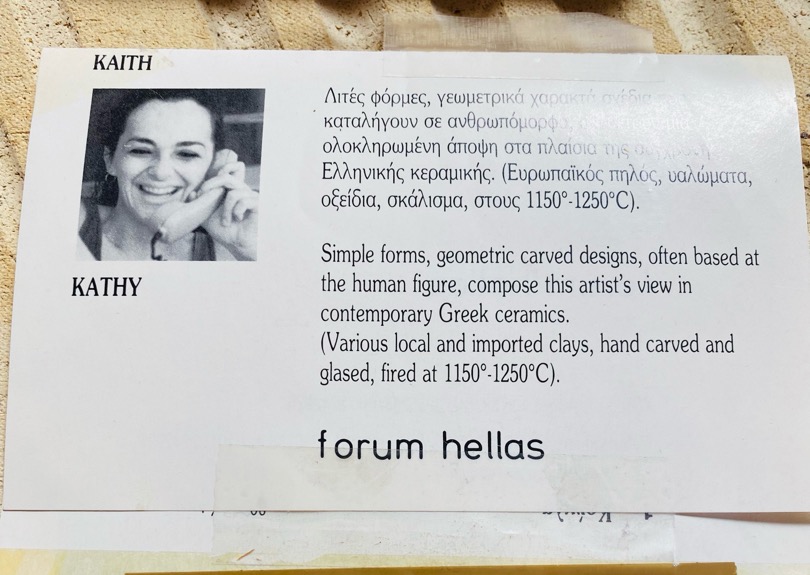 ΚΑΙΤΗ
KATHY
Λιτές φόρμες, γεωμετρικά χαρακτά σχέδια
καταλήγουν σε ανθρωπόμορφα,
ολοκληρωμένη άποψη στα πλαίσια της σύγχρονης
Ελληνικής κεραμικής. (Ευρωπαϊκός πηλός, υαλώματα,
οξείδια, σκάλισμα, στους 1150°-1250°C).
Simple forms, geometric carved designs, often based at
the human figure, compose this artist's view in
contemporary Greek ceramics.
(Various local and imported clays, hand carved and
glased, fired at 1150°-1250°C).
forum hellas